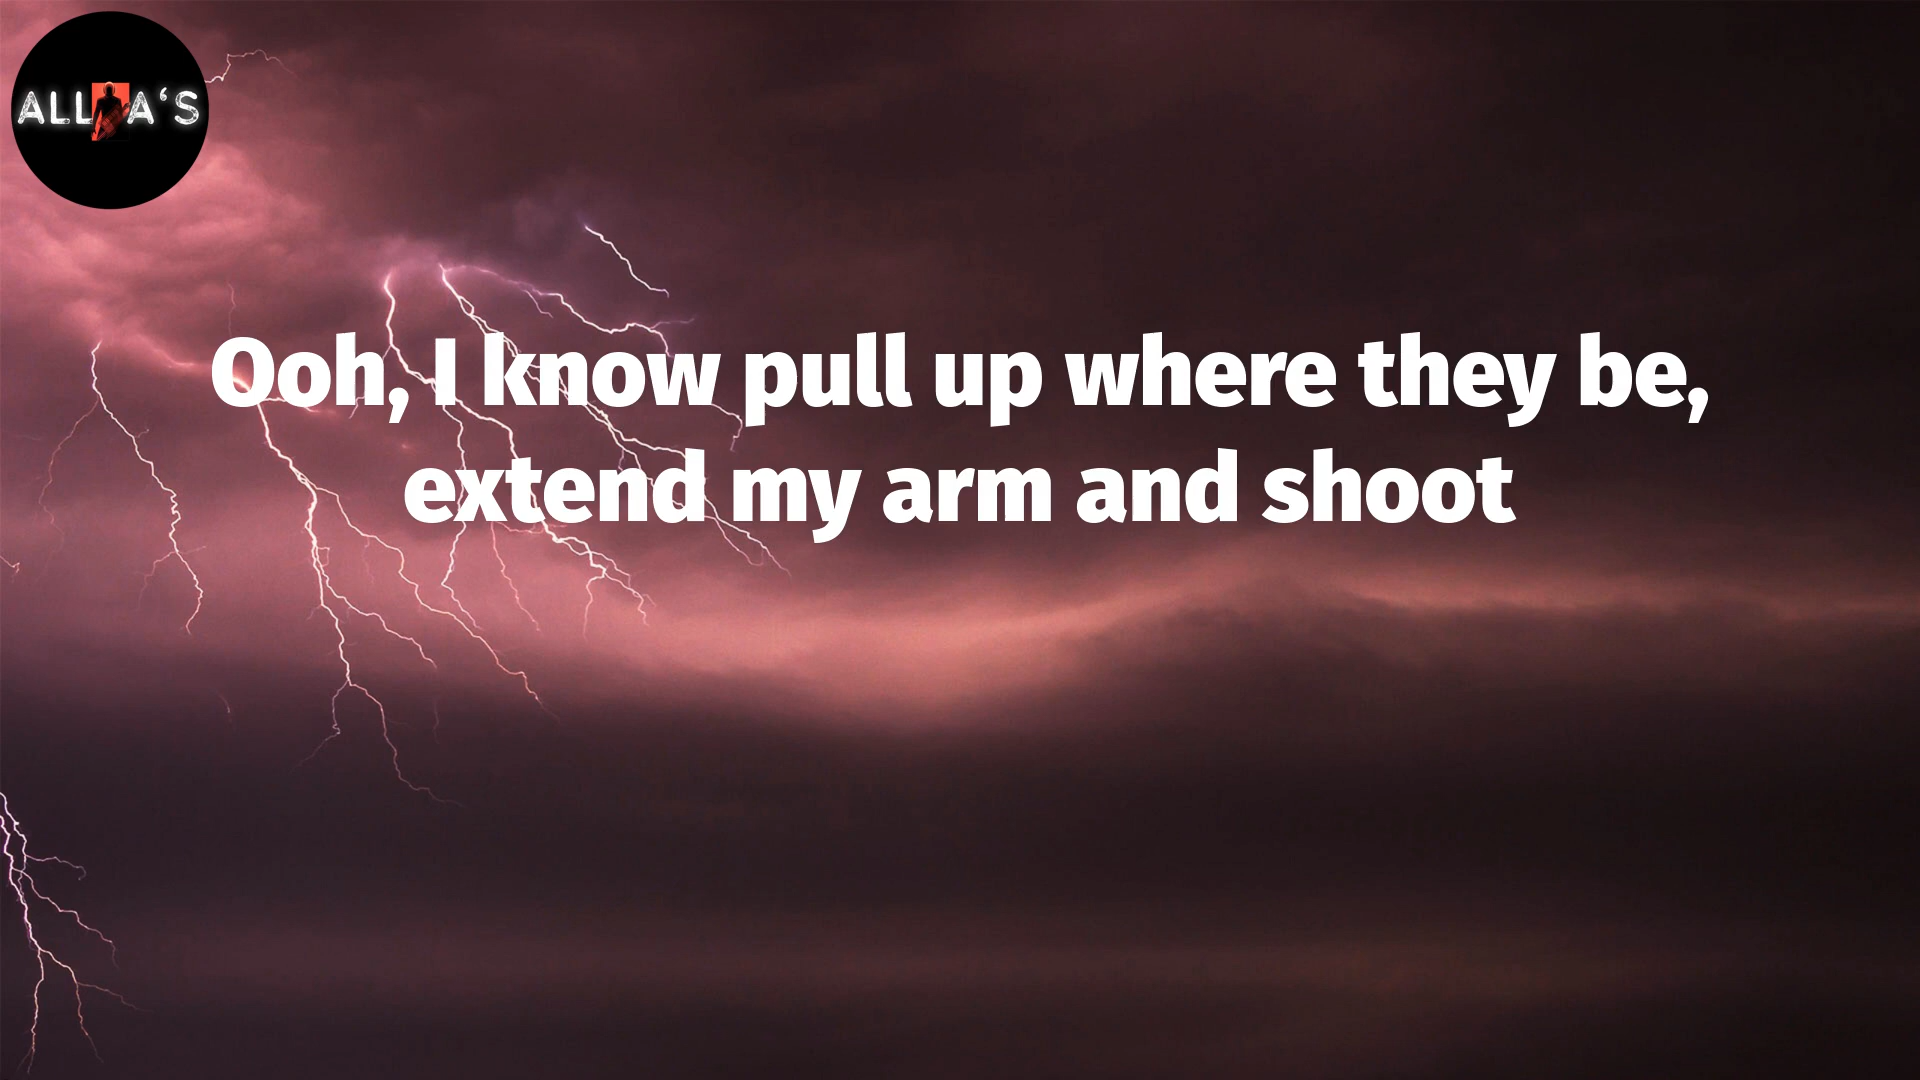 ALL A‘S
Ooh, I know pull up where they be,
extend my arm and shoot